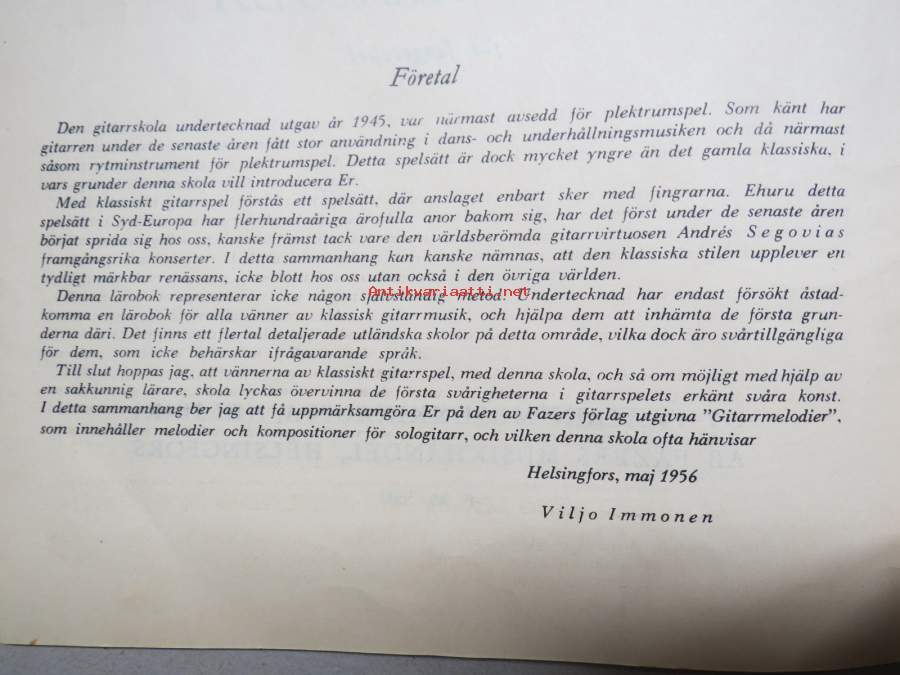 Företal
Den gitarrskola undertecknad utgav år 1945, var närmast avsedd för plektrumspel. Som känt har
gitarren under de senaste åren fått stor användning i dans- och underhållningsmusiken och då närmast
såsom rytminstrument för plektrumspel. Detta spelsätt är dock mycket yngre än det gamla klassiska, i
vars grunder denna skola vill introducera Er.
Med klassiskt gitarrspel förstås ett spelsätt, där anslaget enbart sker med fingrarna. Ehuru detta
spelsätt i Syd-Europa har flerhundraåriga ärofulla anor bakom sig, har det först under de senaste åren
börjat sprida sig hos oss, kanske främst tack vare den världsberömda gitarrvirtuosen Andrés Segovias
framgångsrika konserter. I detta sammanhang kan kanske nämnas, att den klassiska stilen upplever en
tydligt märkbar renässans, icke blott hos oss utan också i den övriga världen.
Antikvariaatti.net
Denna lärobok representerar icke någon självständig metod. Undertecknad har endast försökt åstad-
komma en lärobok för alla vänner av klassisk gitarrmusik, och hjälpa dem att inhämta de första grun-
derna däri. Det finns ett flertal detaljerade utländska skolor på detta område, vilka dock äro svårtillgängliga
för dem, som icke behärskar ifrågavarande språk.
Till slut hoppas jag, att vännerna av klassiskt gitarrspel, med denna skola, och så om möjligt med hjälp av
en sakkunnig lärare, skola lyckas övervinna de första svårigheterna i gitarrspelets erkänt svåra konst.
I detta sammanhang ber jag att få uppmärksamgöra Er på den av Fazers förlag utgivna "Gitarrmelodier",
som innehåller melodier och kompositioner för sologitarr, och vilken denna skola ofta hänvisar
Helsingfors, maj 1956
Viljo Immonen